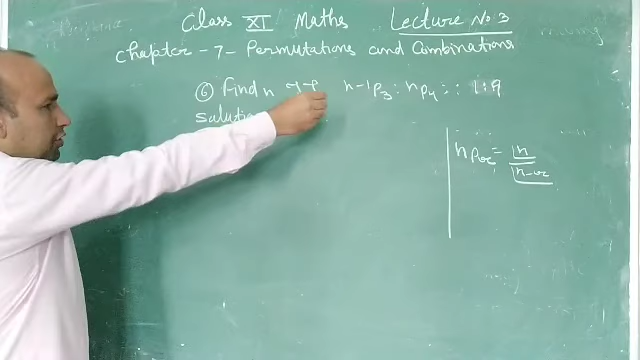 Class XI Maths Lecture No 3
Chapter - 7 - Permutations and Combinations
⑥ Find n if n-1P3 : nP4 :: 1:9
Solution
nPr = |n / |n-r